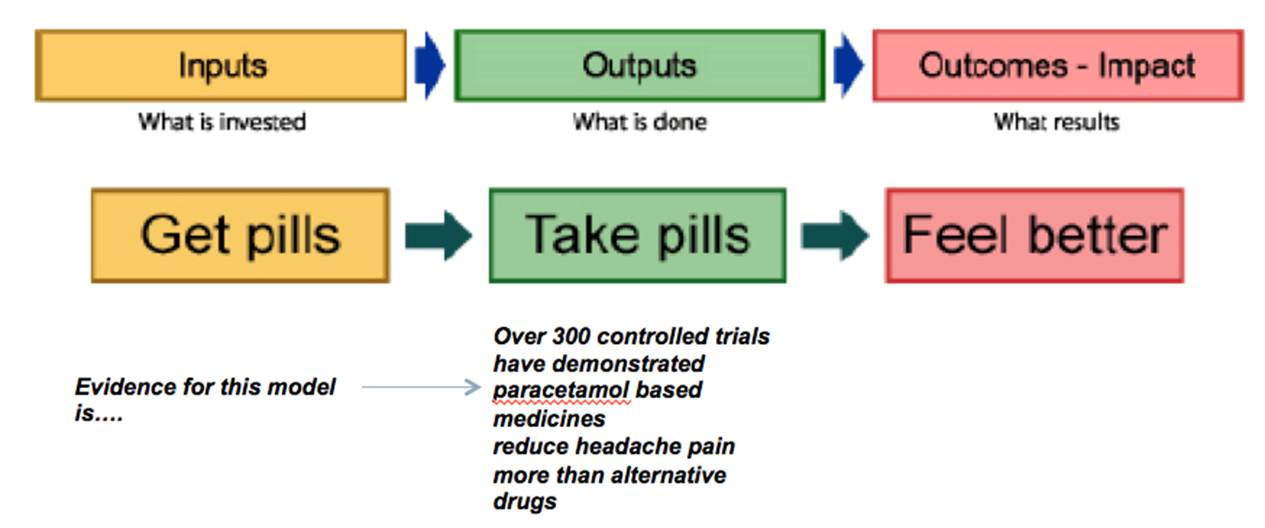 Inputs
Outputs
Outcomes - Impact
What is invested
What is done
What results
Get pills
Take pills
Feel better
Evidence for this model
is....
Over 300 controlled trials
have demonstrated
paracetamol based
medicines
reduce headache pain
more than alternative
drugs